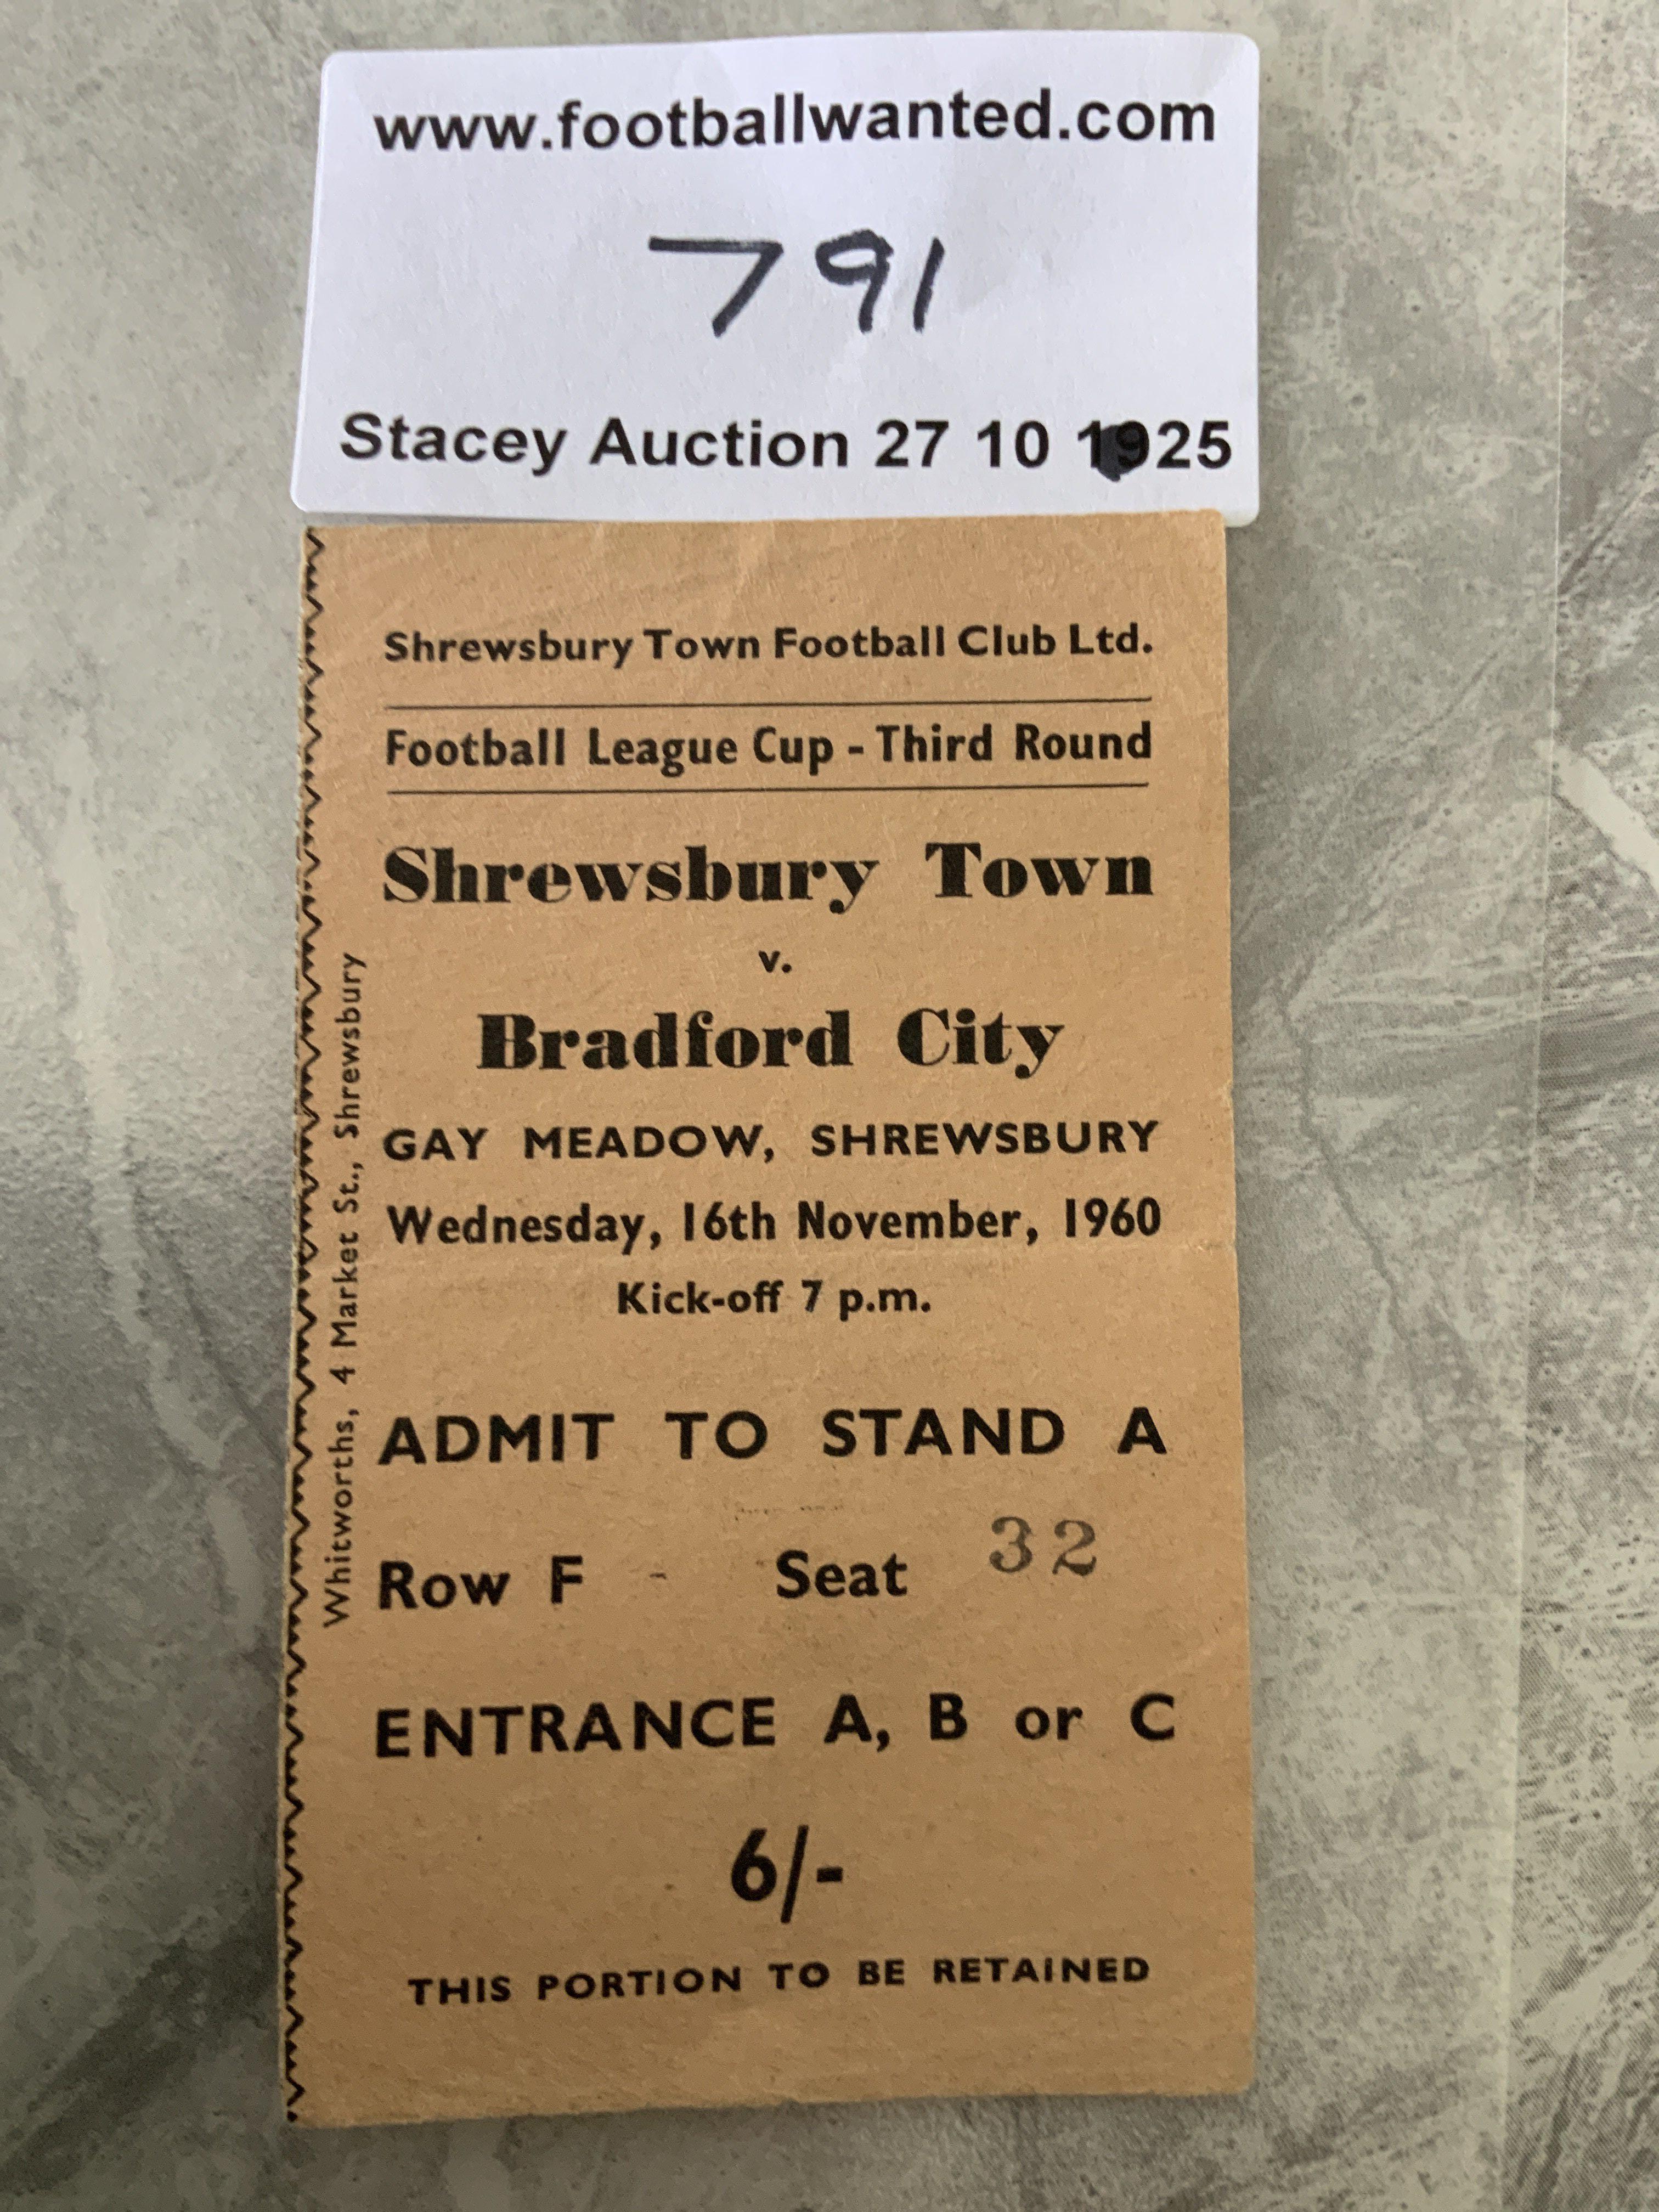 www.footballwanted.com
791
Stacey Auction 27 10 1925
Shrewsbury Town Football Club Ltd.
Football League Cup - Third Round
Shrewsbury Town
v.
Bradford City
GAY MEADOW, SHREWSBURY
Wednesday, 16th November, 1960
Kick-off 7 p.m.
ADMIT TO STAND A
Row F - Seat 32
ENTRANCE A, B or C
6/-
THIS PORTION TO BE RETAINED
Whitworths, 4 Market St., Shrewsbury